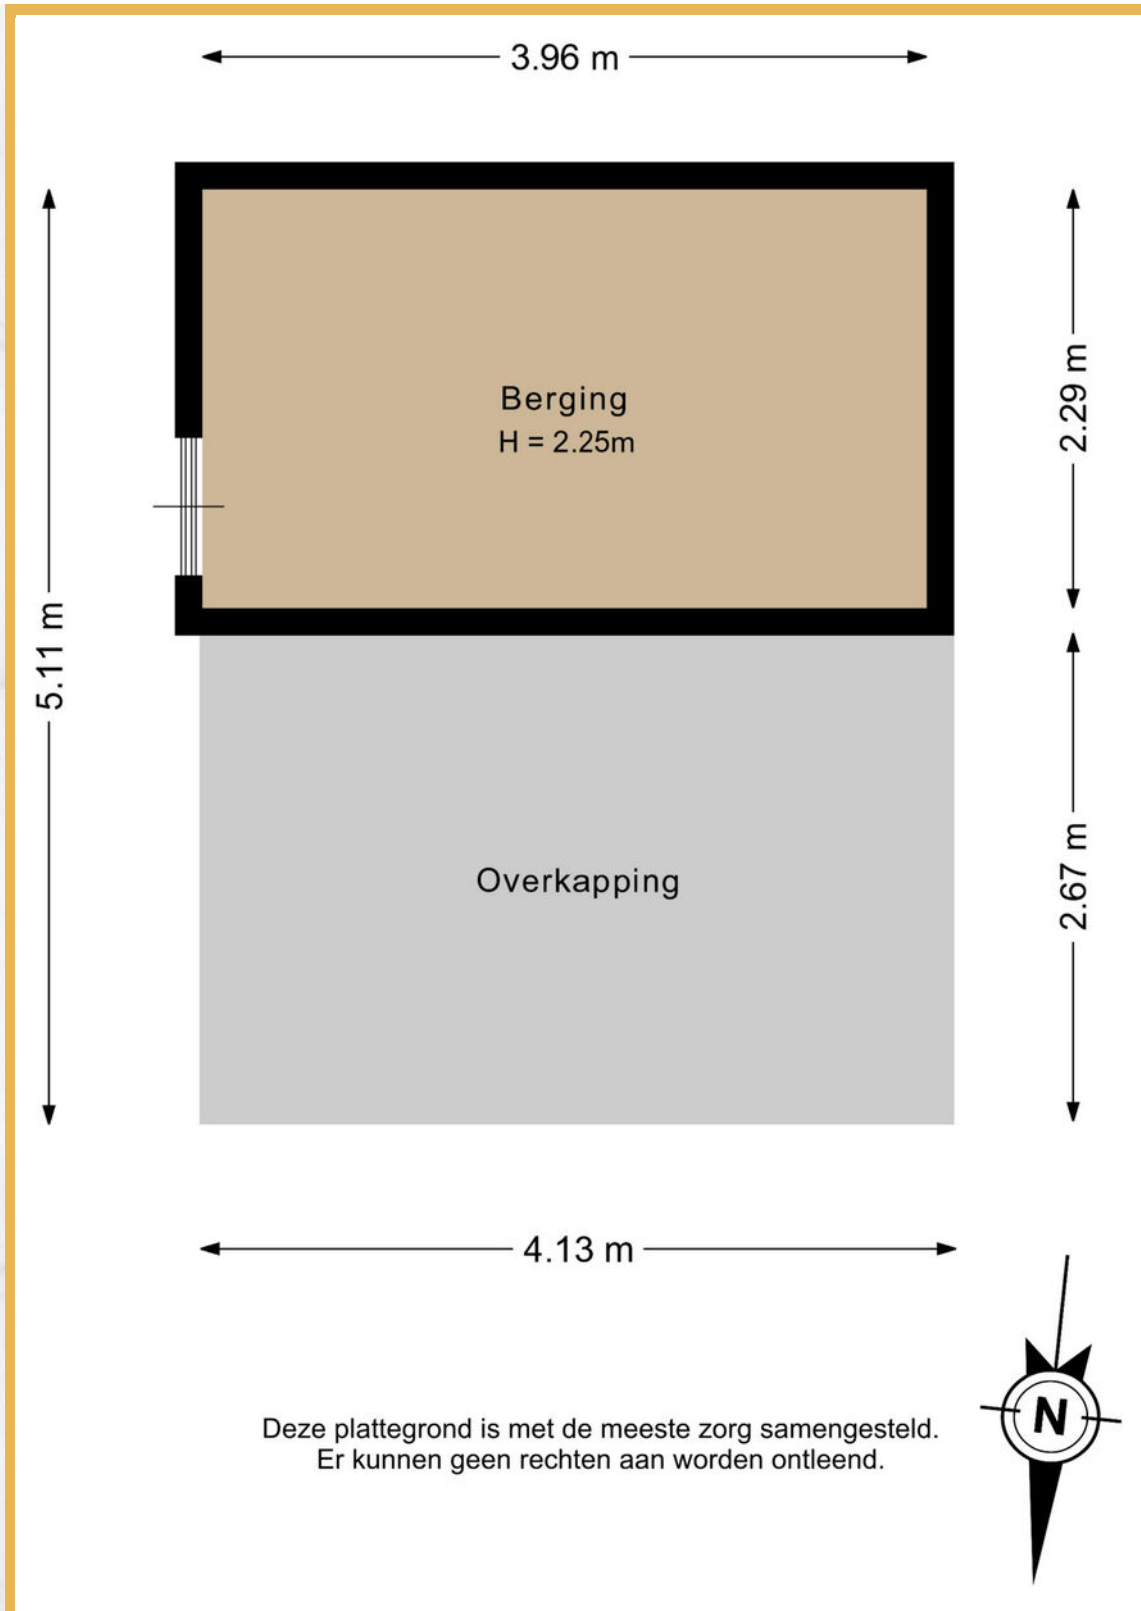 3.96 m
Berging
H = 2.25m
2.29 m
5.11 m
2.67 m
Overkapping
4.13 m
N
Deze plattegrond is met de meeste zorg samengesteld.
Er kunnen geen rechten aan worden ontleend.